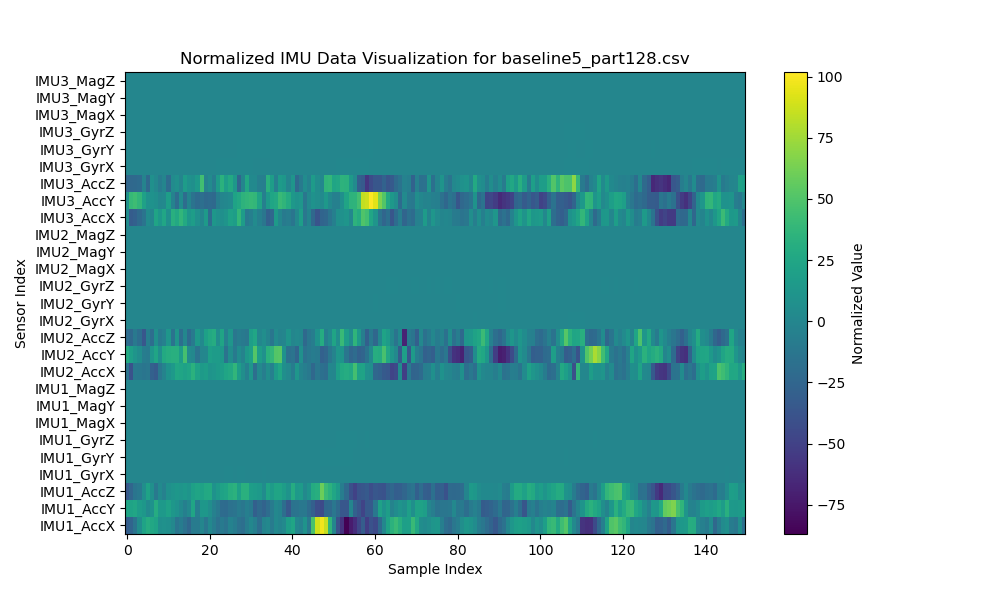 Normalized IMU Data Visualization for baseline5_part128.csv
IMU3_MagZ
IMU3_MagY
IMU3_MagX
IMU3_GyrZ
IMU3_GyrY
IMU3_GyrX
IMU3_AccZ
IMU3_AccY
IMU3_AccX
IMU2_MagZ
IMU2_MagY
IMU2_MagX
IMU2_GyrZ
IMU2_GyrY
IMU2_GyrX
IMU2_AccZ
IMU2_AccY
IMU2_AccX
IMU1_MagZ
IMU1_MagY
IMU1_MagX
IMU1_GyrZ
IMU1_GyrY
IMU1_GyrX
IMU1_AccZ
IMU1_AccY
IMU1_AccX
Sensor Index
0 20 40 60 80 100 120 140
Sample Index
100
75
50
25
0
−25
−50
−75
Normalized Value